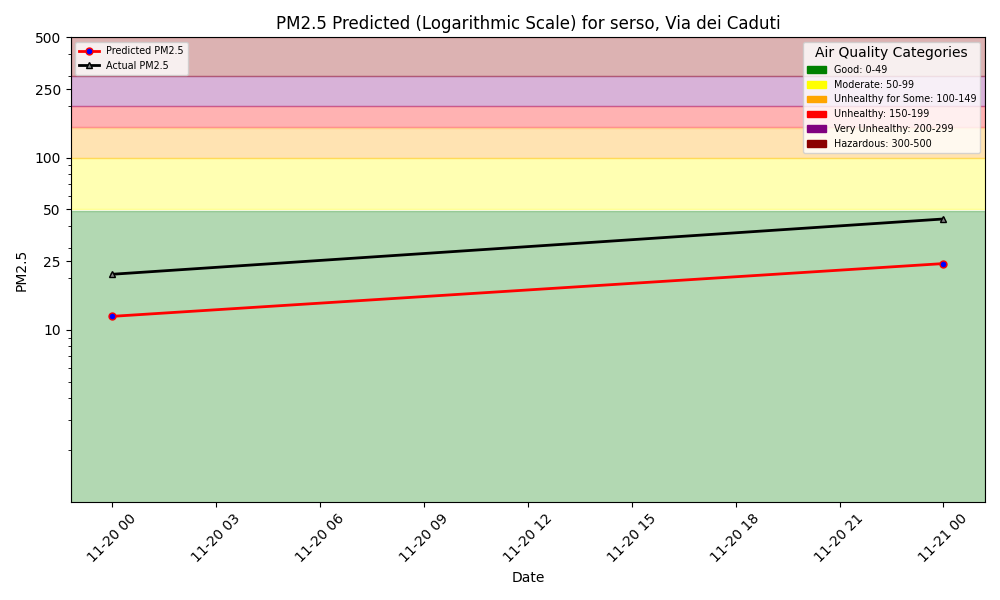 PM2.5 Predicted (Logarithmic Scale) for serso, Via dei Caduti
Predicted PM2.5
Actual PM2.5
Air Quality Categories
Good: 0-49
Moderate: 50-99
Unhealthy for Some: 100-149
Unhealthy: 150-199
Very Unhealthy: 200-299
Hazardous: 300-500
PM2.5
500
250
100
50
25
10
11-20 00
11-20 03
11-20 06
11-20 09
11-20 12
11-20 15
11-20 18
11-20 21
11-21 00
Date